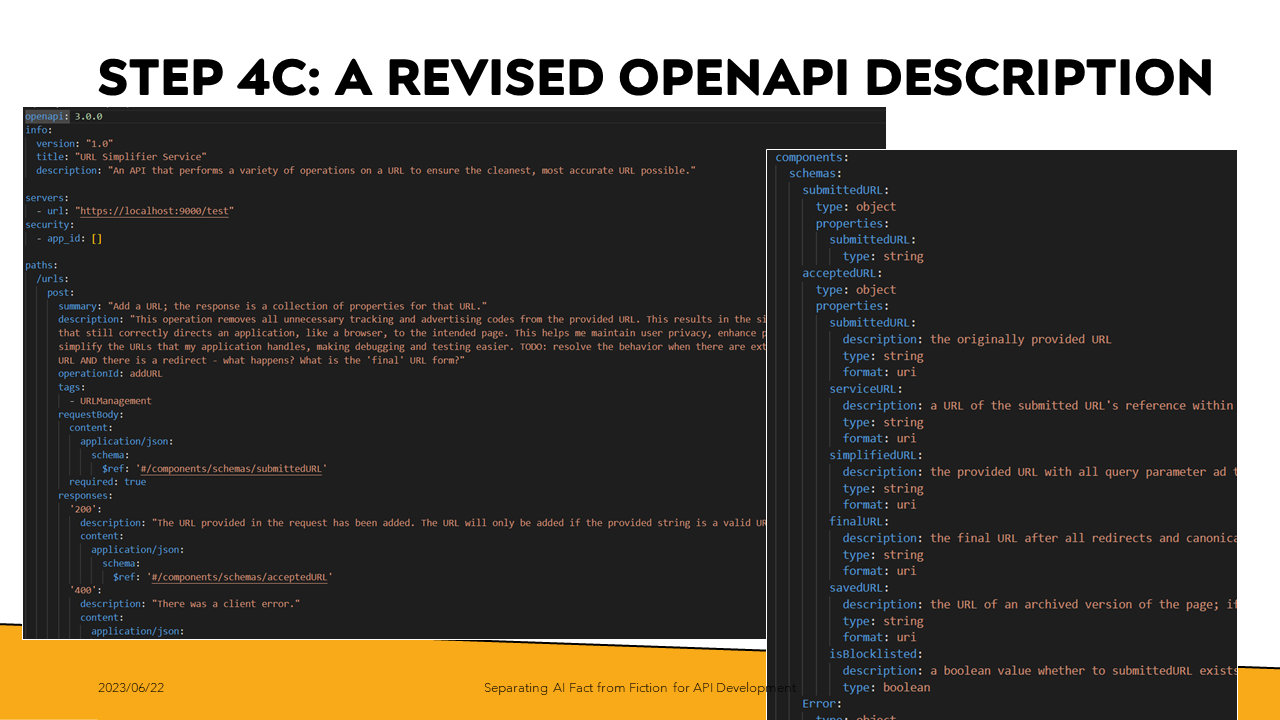 STEP 4C: A REVISED OPENAPI DESCRIPTION
openapi: 3.0.0
info:
version: "1.0"
title: "URL Simplifier Service"
description: "An API that performs a variety of operations on a URL to ensure the cleanest, most accurate URL possible."
servers:
- url: "https://localhost:9000/test"
security:
- app_id: []
paths:
/urls:
post:
summary: "Add a URL; the response is a collection of properties for that URL."
description: "This operation removes all unnecessary tracking and advertising codes from the provided URL. This results in the si
that still correctly directs an application, like a browser, to the intended page. This helps me maintain user privacy, enhance p
simplify the URLs that my application handles, making debugging and testing easier. TODO: resolve the behavior when there are ext
URL AND there is a redirect - what happens? What is the 'final' URL form?"
operationId: addURL
tags:
- URLManagement
requestBody:
content:
application/json:
schema:
$ref: '#/components/schemas/submittedURL'
required: true
responses:
'200':
description: "The URL provided in the request has been added. The URL will only be added if the provided string is a valid UR
content:
application/json:
schema:
$ref: '#/components/schemas/acceptedURL'
'400':
description: "There was a client error."
content:
application/json:
components:
schemas:
submittedURL:
type: object
properties:
submittedURL:
type: string
acceptedURL:
type: object
properties:
submittedURL:
description: the originally provided URL
type: string
format: uri
serviceURL:
description: a URL of the submitted URL's reference within
type: string
format: uri
simplifiedURL:
description: the provided URL with all query parameter ad t
type: string
format: uri
finalURL:
description: the final URL after all redirects and canonica
type: string
format: uri
savedURL:
description: the URL of an archived version of the page; if
type: string
format: uri
isBlocklisted:
description: a boolean value whether to submittedURL exists
type: boolean
Error:
type: object
2023/06/22
Separating AI Fact from Fiction for API Development